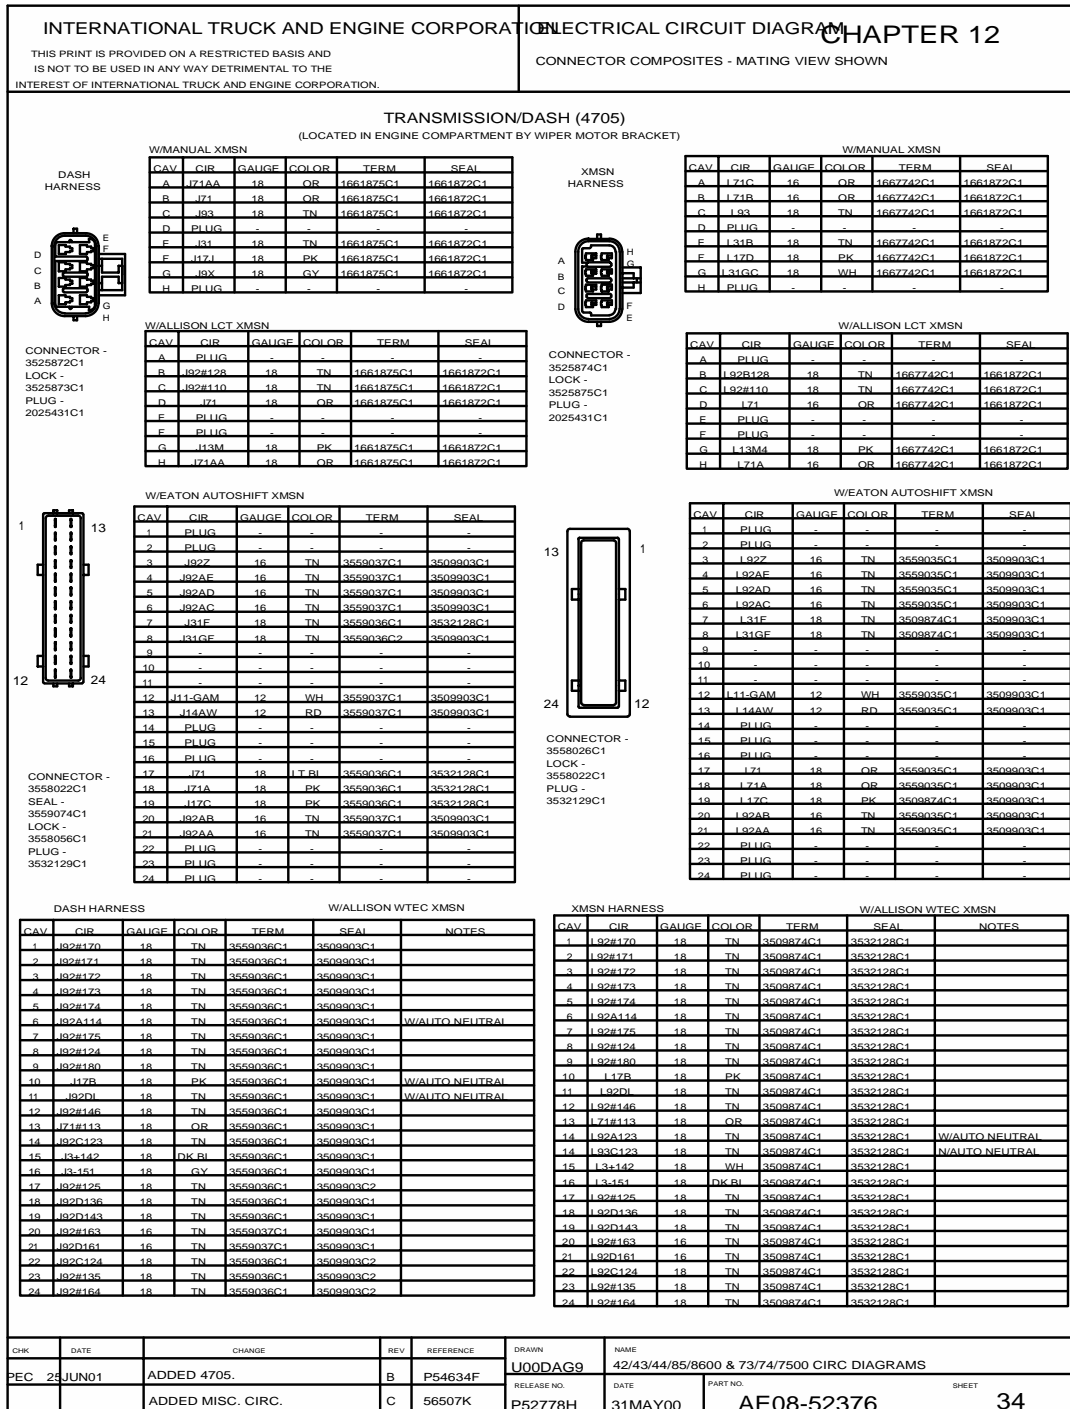 INTERNATIONAL TRUCK AND ENGINE CORPORATION
THIS PRINT IS PROVIDED ON A RESTRICTED BASIS AND
IS NOT TO BE USED IN ANY WAY DETRIMENTAL TO THE
INTEREST OF INTERNATIONAL TRUCK AND ENGINE CORPORATION.
ELECTRICAL CIRCUIT DIAGRAM
CHAPTER 12
CONNECTOR COMPOSITES - MATING VIEW SHOWN
TRANSMISSION/DASH (4705)
(LOCATED IN ENGINE COMPARTMENT BY WIPER MOTOR BRACKET)
DASH
HARNESS
D
C
B
A
E
F
G
H
CONNECTOR -
3525872C1
LOCK -
3525873C1
PLUG -
2025431C1
W/MANUAL XMSN
CAV CIR GAUGE COLOR TERM SEAL
A J71AA 18 OR 1661875C1 1661872C1
B J71 18 OR 1661875C1 1661872C1
C J93 18 TN 1661875C1 1661872C1
D PLUG - - - -
E J31 18 TN 1661875C1 1661872C1
F J17J 18 PK 1661875C1 1661872C1
G J9X 18 GY 1661875C1 1661872C1
H PLUG - - - -
W/ALLISON LCT XMSN
CAV CIR GAUGE COLOR TERM SEAL
A PLUG - - - -
B J92#128 18 TN 1661875C1 1661872C1
C J92#110 18 TN 1661875C1 1661872C1
D J71 18 OR 1661875C1 1661872C1
E PLUG - - - -
F PLUG - - - -
G J13M 18 PK 1661875C1 1661872C1
H J71AA 18 OR 1661875C1 1661872C1
XMSN
HARNESS
A
B
C
D
H
G
F
E
CONNECTOR -
3525874C1
LOCK -
3525875C1
PLUG -
2025431C1
W/MANUAL XMSN
CAV CIR GAUGE COLOR TERM SEAL
A L71C 16 OR 1667742C1 1661872C1
B L71B 16 OR 1667742C1 1661872C1
C L93 18 TN 1667742C1 1661872C1
D PLUG - - - -
E L31B 18 TN 1667742C1 1661872C1
F L17D 18 PK 1667742C1 1661872C1
G L31GC 18 WH 1667742C1 1661872C1
H PLUG - - - -
W/ALLISON LCT XMSN
CAV CIR GAUGE COLOR TERM SEAL
A PLUG - - - -
B L92B128 18 TN 1667742C1 1661872C1
C L92#110 18 TN 1667742C1 1661872C1
D L71 16 OR 1667742C1 1661872C1
E PLUG - - - -
F PLUG - - - -
G L13M4 18 PK 1667742C1 1661872C1
H L71A 16 OR 1667742C1 1661872C1
1 13
12 24
CONNECTOR -
3558022C1
SEAL -
3559074C1
LOCK -
3558056C1
PLUG -
3532129C1
W/EATON AUTOSHIFT XMSN
CAV CIR GAUGE COLOR TERM SEAL
1 PLUG - - - -
2 PLUG - - - -
3 J92Z 16 TN 3559037C1 3509903C1
4 J92AE 16 TN 3559037C1 3509903C1
5 J92AD 16 TN 3559037C1 3509903C1
6 J92AC 16 TN 3559037C1 3509903C1
7 J31F 18 TN 3559036C1 3532128C1
8 J31GF 18 TN 3559036C2 3509903C1
9 - - - - -
10 - - - - -
11 - - - - -
12 J11-GAM 12 WH 3559037C1 3509903C1
13 J14AW 12 RD 3559037C1 3509903C1
14 PLUG - - - -
15 PLUG - - - -
16 PLUG - - - -
17 J71 18 LT BL 3559036C1 3532128C1
18 J71A 18 PK 3559036C1 3532128C1
19 J17C 18 PK 3559036C1 3532128C1
20 J92AB 16 TN 3559037C1 3509903C1
21 J92AA 16 TN 3559037C1 3509903C1
22 PLUG - - - -
23 PLUG - - - -
24 PLUG - - - -
13 1
24 12
CONNECTOR -
3558026C1
LOCK -
3558022C1
PLUG -
3532129C1
W/EATON AUTOSHIFT XMSN
CAV CIR GAUGE COLOR TERM SEAL
1 PLUG - - - -
2 PLUG - - - -
3 L92Z 16 TN 3559035C1 3509903C1
4 L92AE 16 TN 3559035C1 3509903C1
5 L92AD 16 TN 3559035C1 3509903C1
6 L92AC 16 TN 3559035C1 3509903C1
7 L31F 18 TN 3509874C1 3509903C1
8 L31GF 18 TN 3509874C1 3509903C1
9 - - - - -
10 - - - - -
11 - - - - -
12 L11-GAM 12 WH 3559035C1 3509903C1
13 L14AW 12 RD 3559035C1 3509903C1
14 PLUG - - - -
15 PLUG - - - -
16 PLUG - - - -
17 L71 18 OR 3559035C1 3509903C1
18 L71A 18 OR 3559035C1 3509903C1
19 L17C 18 PK 3509874C1 3509903C1
20 L92AB 16 TN 3559035C1 3509903C1
21 L92AA 16 TN 3559035C1 3509903C1
22 PLUG - - - -
23 PLUG - - - -
24 PLUG - - - -
DASH HARNESS W/ALLISON WTEC XMSN
CAV CIR GAUGE COLOR TERM SEAL NOTES
1 J92#170 18 TN 3559036C1 3509903C1
2 J92#171 18 TN 3559036C1 3509903C1
3 J92#172 18 TN 3559036C1 3509903C1
4 J92#173 18 TN 3559036C1 3509903C1
5 J92#174 18 TN 3559036C1 3509903C1
6 J92A114 18 TN 3559036C1 3509903C1 W/AUTO NEUTRAL
7 J92#175 18 TN 3559036C1 3509903C1
8 J92#124 18 TN 3559036C1 3509903C1
9 J92#180 18 TN 3559036C1 3509903C1
10 J17B 18 PK 3559036C1 3509903C1 W/AUTO NEUTRAL
11 J92DL 18 TN 3559036C1 3509903C1 W/AUTO NEUTRAL
12 J92#146 18 TN 3559036C1 3509903C1
13 J71#113 18 OR 3559036C1 3509903C1
14 J92C123 18 TN 3559036C1 3509903C1
15 J3+142 18 DK BL 3559036C1 3509903C1
16 J3-151 18 GY 3559036C1 3509903C1
17 J92#125 18 TN 3559036C1 3509903C2
18 J92D136 18 TN 3559036C1 3509903C1
19 J92D143 18 TN 3559036C1 3509903C1
20 J92#163 16 TN 3559037C1 3509903C1
21 J92D161 16 TN 3559037C1 3509903C1
22 J92C124 18 TN 3559036C1 3509903C2
23 J92#135 18 TN 3559036C1 3509903C2
24 J92#164 18 TN 3559036C1 3509903C2
XMSN HARNESS W/ALLISON WTEC XMSN
CAV CIR GAUGE COLOR TERM SEAL NOTES
1 L92#170 18 TN 3509874C1 3532128C1
2 L92#171 18 TN 3509874C1 3532128C1
3 L92#172 18 TN 3509874C1 3532128C1
4 L92#173 18 TN 3509874C1 3532128C1
5 L92#174 18 TN 3509874C1 3532128C1
6 L92A114 18 TN 3509874C1 3532128C1
7 L92#175 18 TN 3509874C1 3532128C1
8 L92#124 18 TN 3509874C1 3532128C1
9 L92#180 18 TN 3509874C1 3532128C1
10 L17B 18 PK 3509874C1 3532128C1
11 L92DL 18 TN 3509874C1 3532128C1
12 L92#146 18 TN 3509874C1 3532128C1
13 L71#113 18 OR 3509874C1 3532128C1
14 L92A123 18 TN 3509874C1 3532128C1 W/AUTO NEUTRAL
14 L93C123 18 TN 3509874C1 3532128C1 N/AUTO NEUTRAL
15 L3+142 18 WH 3509874C1 3532128C1
16 L3-151 18 DK BL 3509874C1 3532128C1
17 L92#125 18 TN 3509874C1 3532128C1
18 L92D136 18 TN 3509874C1 3532128C1
19 L92D143 18 TN 3509874C1 3532128C1
20 L92#163 16 TN 3509874C1 3532128C1
21 L92D161 16 TN 3509874C1 3532128C1
22 L92C124 18 TN 3509874C1 3532128C1
23 L92#135 18 TN 3509874C1 3532128C1
24 L92#164 18 TN 3509874C1 3532128C1
CHK DATE CHANGE REV REFERENCE
PEC 25JUN01 ADDED 4705. B P54634F
ADDED MISC. CIRC. C 56507K
DRAWN
U00DAG9
NAME
42/43/44/85/8600 & 73/74/7500 CIRC DIAGRAMS
RELEASE NO.
P52778H
DATE
31MAY00
PART NO.
AE08-52376
SHEET
34